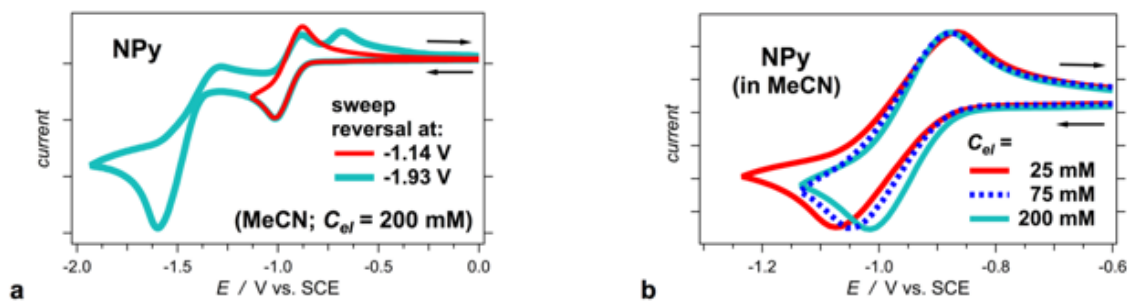 NPy
sweep
reversal at:
-1.14 V
-1.93 V
(MeCN; Cel = 200 mM)
current
-2.0 -1.5 -1.0 -0.5 0.0
E / V vs. SCE
a
NPy
(in MeCN)
Cel =
25 mM
75 mM
200 mM
current
-1.2 -1.0 -0.8 -0.6
E / V vs. SCE
b